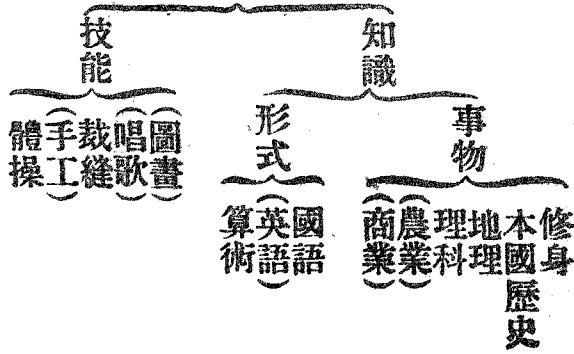 知識
事物
修身
本國歷史
地理
理科
(農業)
(商業)
形式
國語
(英語)
算術
技能
(圖畫)
(唱歌)
裁縫
(手工)
體操